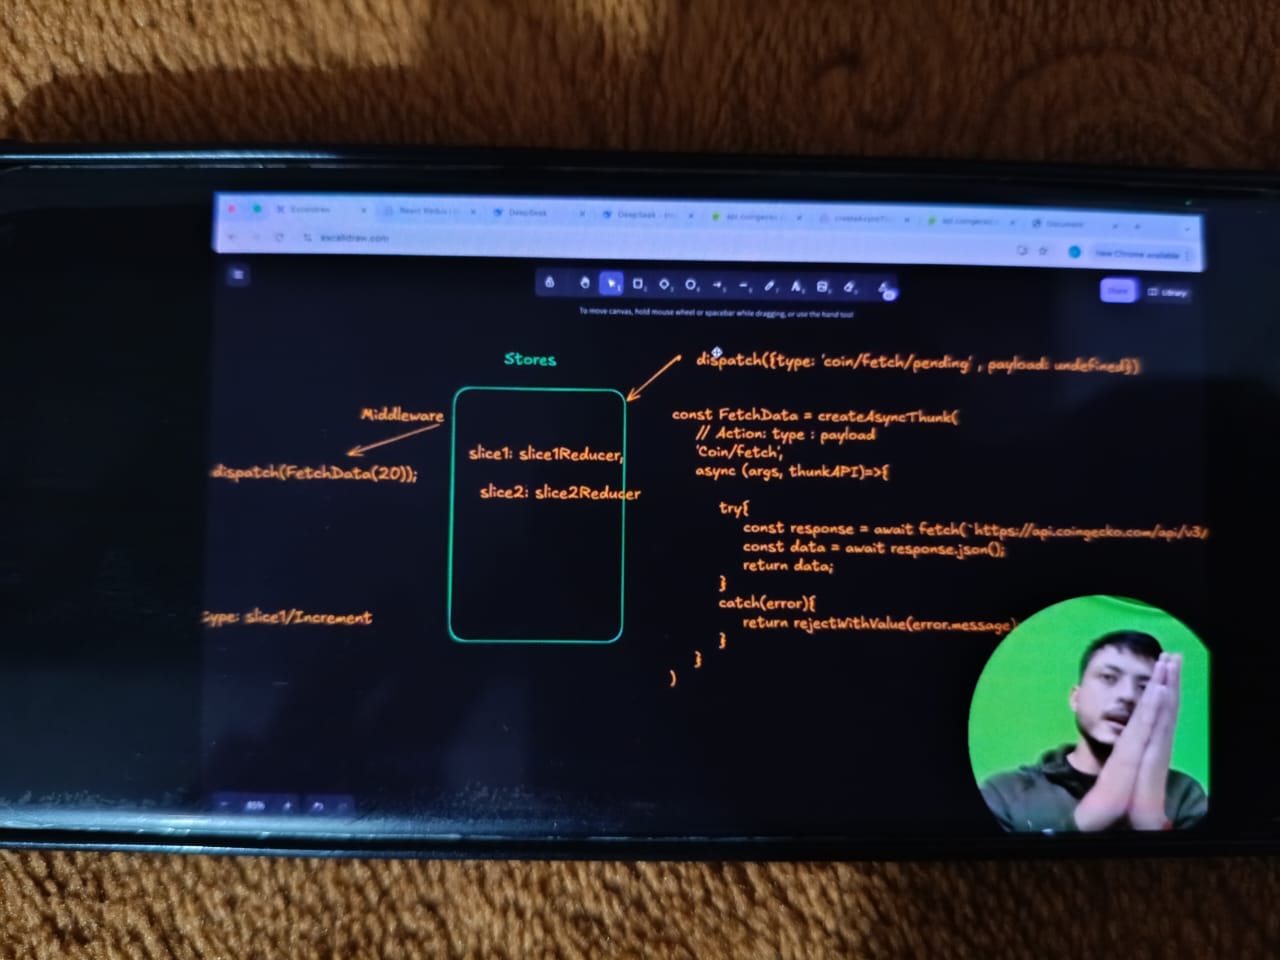 Excalidraw
React Redux
DeepSeek
DeepSeek
api.coingecko
createAsyncTh
api.coingecko
Document
excalidraw.com
New Chrome available
Share
Library
To move canvas, hold mouse wheel or spacebar while dragging, or use the hand tool
Stores
dispatch({type: 'coin/fetch/pending' , payload: undefined})
Middleware
const FetchData = createAsyncThunk(
// Action: type : payload
'Coin/fetch',
async (args, thunkAPI)=>{
slice1: slice1Reducer,
dispatch(FetchData(20));
slice2: slice2Reducer
try{
const response = await fetch(`https://api.coingecko.com/api/v3/
const data = await response.json();
return data;
}
catch(error){
return rejectWithValue(error.message)
}
}
)
type: slice1/Increment
85%